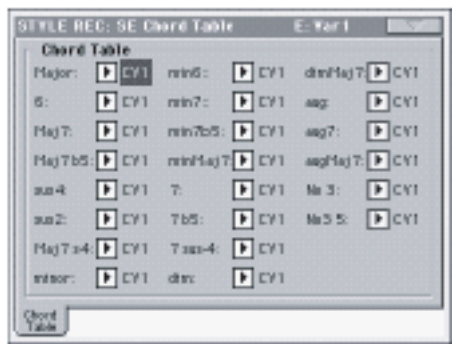 STYLE REC: SE Chord Table E: Var1
Chord Table
Major: CV1 min6: CV1 dimMaj7: CV1
6: CV1 min7: CV1 aug: CV1
Maj7: CV1 min7b5: CV1 aug7: CV1
Maj7b5: CV1 minMaj7: CV1 augMaj7: CV1
sus4: CV1 7: CV1 No 3: CV1
sus2: CV1 7b5: CV1 No3 5: CV1
Maj7s4: CV1 7sus4: CV1
minor: CV1 dim: CV1
Chord
Table